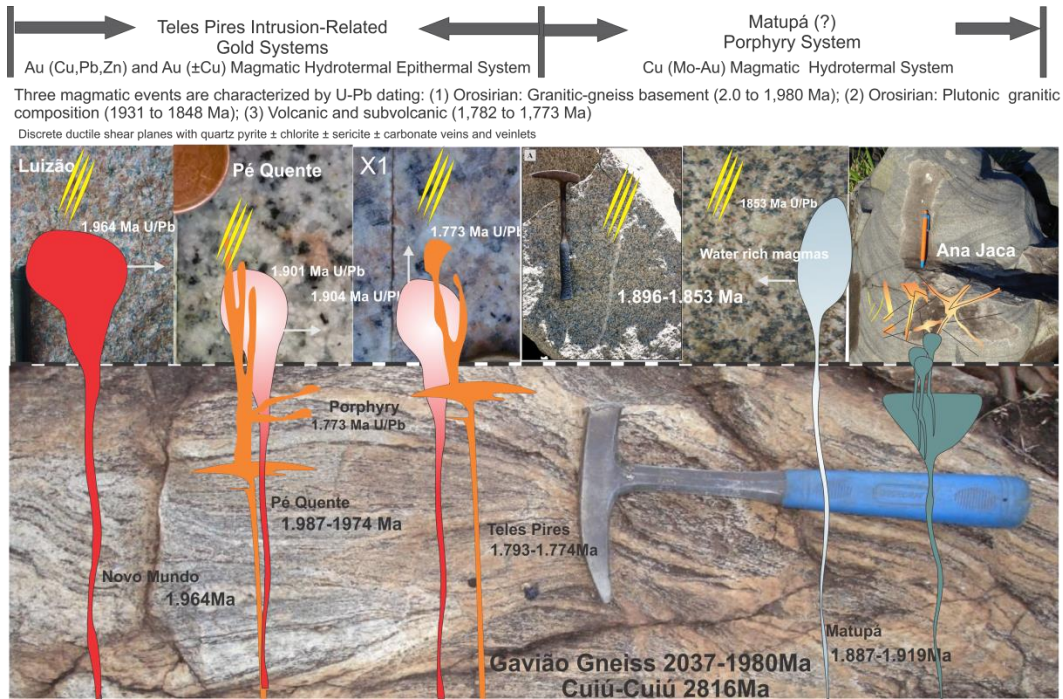 Teles Pires Intrusion-Related
Gold Systems
Au (Cu,Pb,Zn) and Au (±Cu) Magmatic Hydrotermal Epithermal System
Matupá (?)
Porphyry System
Cu (Mo-Au) Magmatic Hydrotermal System
Three magmatic events are characterized by U-Pb dating: (1) Orosirian: Granitic-gneiss basement (2.0 to 1,980 Ma); (2) Orosirian: Plutonic granitic
composition (1931 to 1848 Ma); (3) Volcanic and subvolcanic (1,782 to 1,773 Ma)
Discrete ductile shear planes with quartz pyrite ± chlorite ± sericite ± carbonate veins and veinlets
Luizão
1.964 Ma U/Pb
Pé Quente
1.901 Ma U/Pb
1.904 Ma U/Pl
X1
1.773 Ma U/Pb
A
1.896-1.853 Ma
1853 Ma U/Pb
Water rich magmas
Ana Jaca
Porphyry
1.773 Ma U/Pb
Pé Quente
1.987-1974 Ma
Teles Pires
1.793-1.774Ma
Novo Mundo
1.964Ma
Matupá
1.887-1.919Ma
Gavião Gneiss 2037-1980Ma
Cuiú-Cuiú 2816Ma